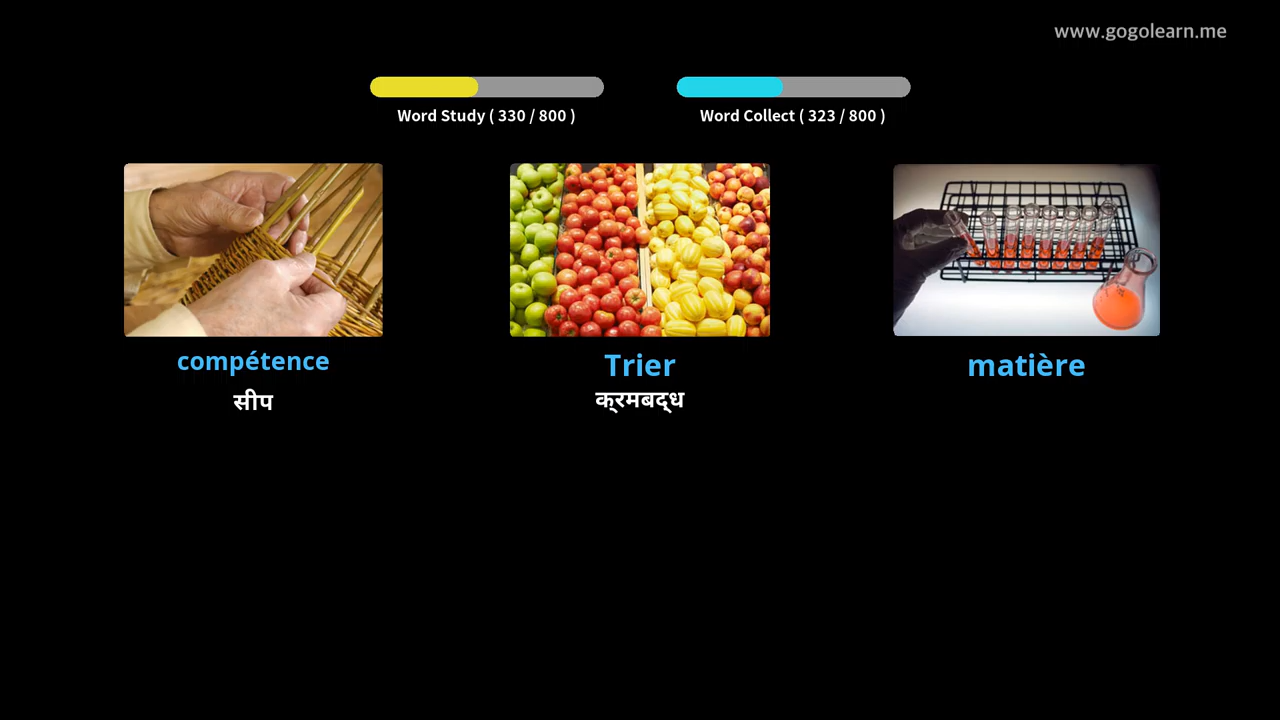 www.gogolearn.me
Word Study ( 330 / 800 )
Word Collect ( 323 / 800 )
compétence
Trier
matière
सीप
क्रमबद्ध